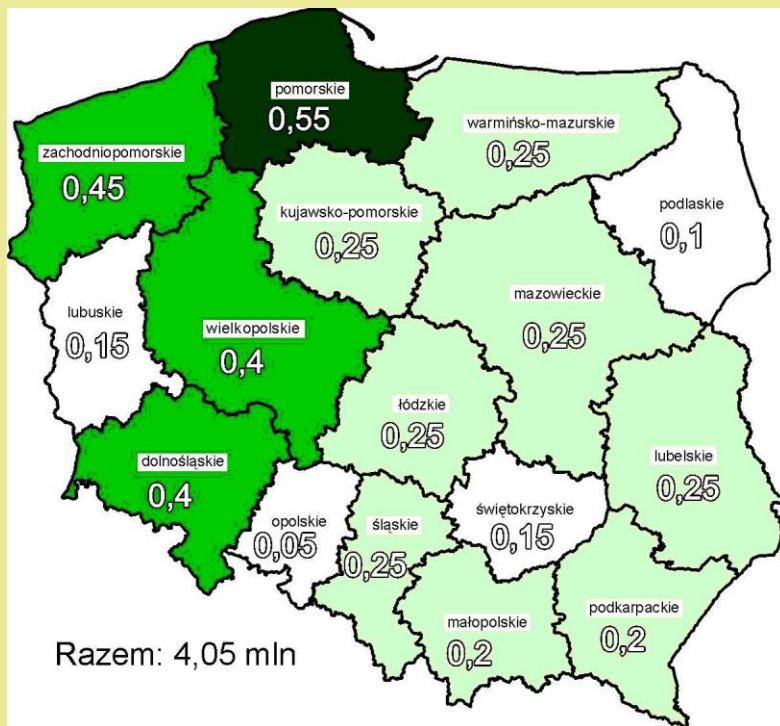 pomorskie
0,55
warmińsko-mazurskie
0,25
zachodniopomorskie
0,45
podlaskie
0,1
kujawsko-pomorskie
0,25
mazowieckie
0,25
lubuskie
0,15
wielkopolskie
0,4
łódzkie
0,25
lubelskie
0,25
dolnośląskie
0,4
opolskie
0,05
śląskie
0,25
świętokrzyskie
0,15
małopolskie
0,2
podkarpackie
0,2
Razem: 4,05 mln